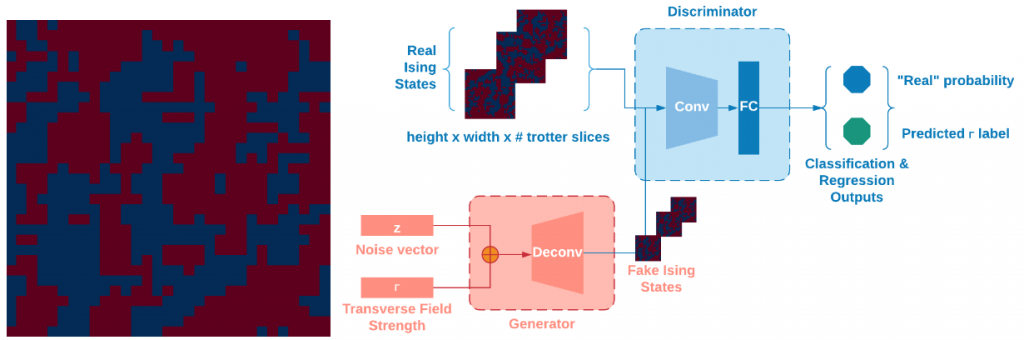 Discriminator
Real
Ising
States
height x width x # trotter slices
Conv
FC
"Real" probability
Predicted Γ label
Classification &
Regression
Outputs
z
Noise vector
Γ
Transverse Field
Strength
Deconv
Generator
Fake Ising
States